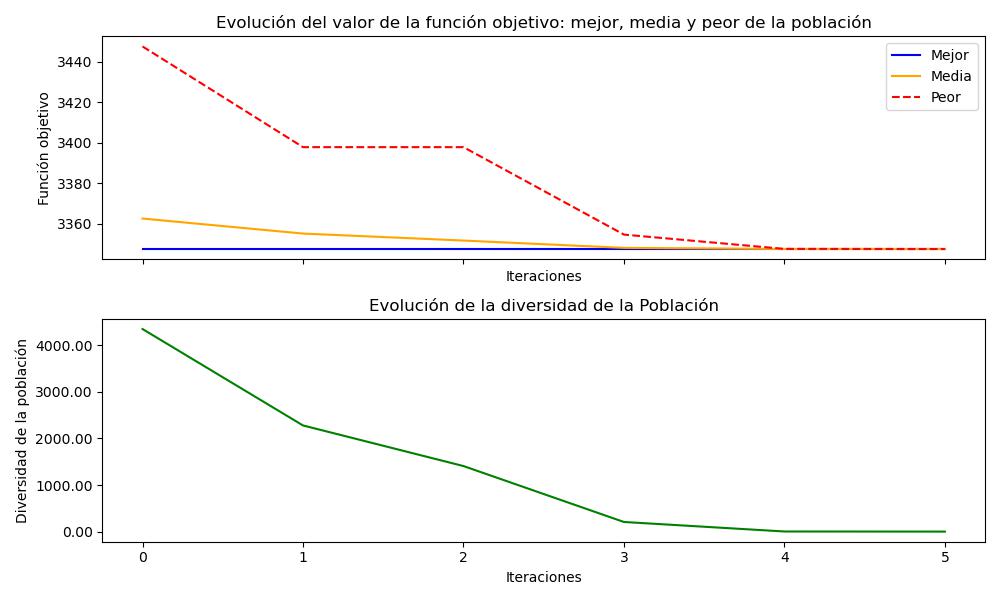 Evolución del valor de la función objetivo: mejor, media y peor de la población
Función objetivo
3440
3420
3400
3380
3360
Mejor
Media
Peor
Iteraciones
Evolución de la diversidad de la Población
Diversidad de la población
4000.00
3000.00
2000.00
1000.00
0.00
0 1 2 3 4 5
Iteraciones